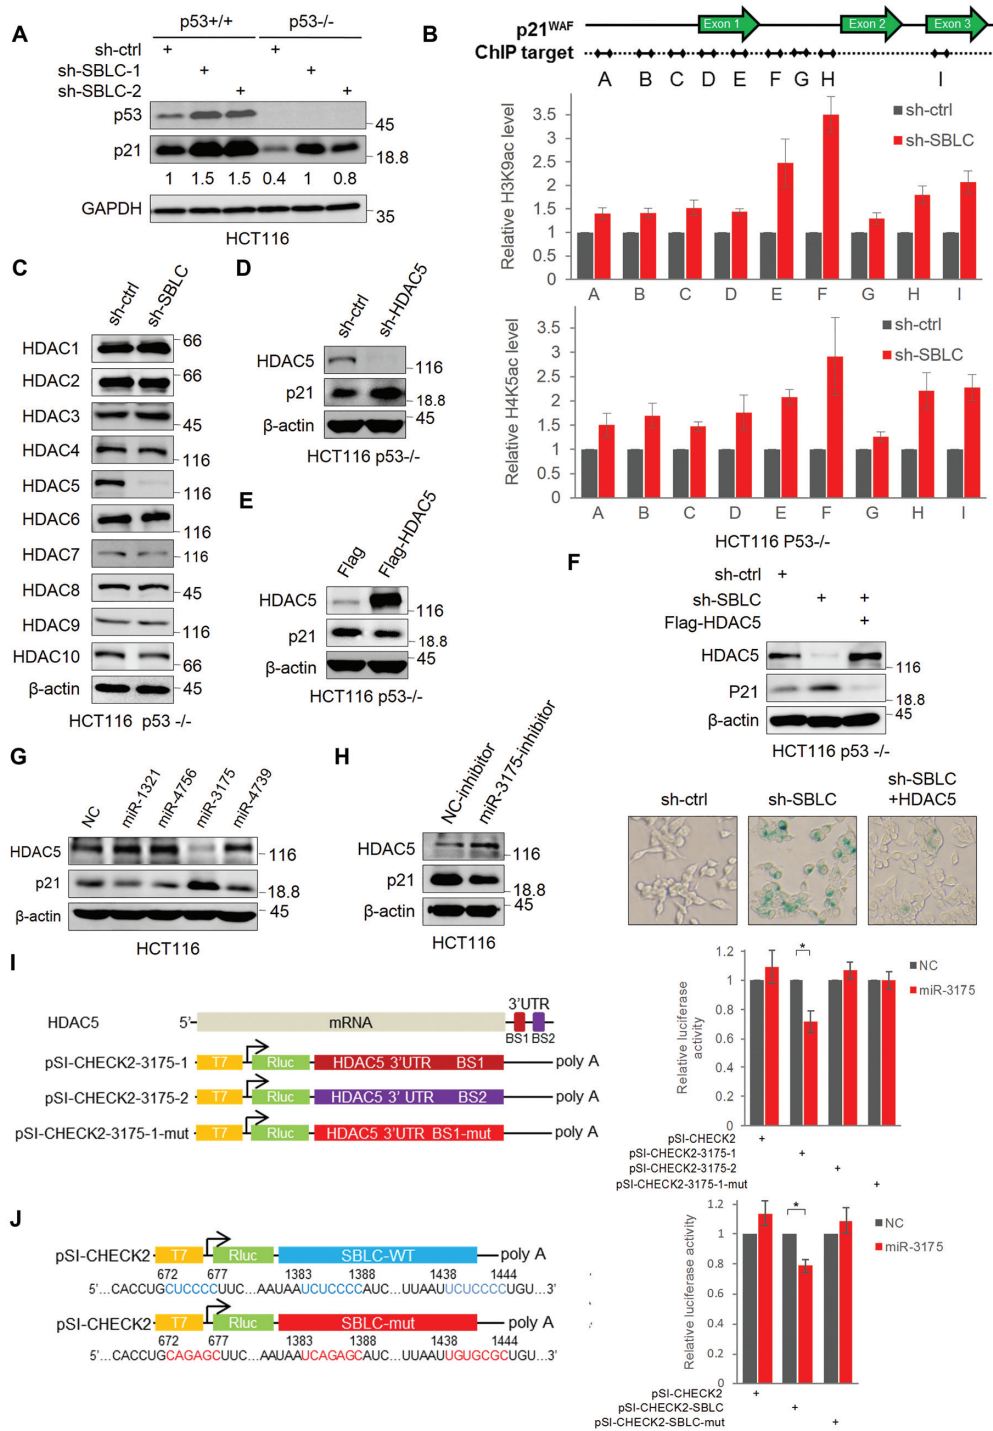 A
p53+/+ p53-/-
sh-ctrl + +
sh-SBLC-1 + +
sh-SBLC-2 + +
p53 45
p21 18.8
1 1.5 1.5 0.4 1 0.8
GAPDH 35
HCT116
B
p21WAF Exon 1 Exon 2 Exon 3
ChIP target
A B C D E F G H I
Relative H3K9ac level
3.5
3
2.5
2
1.5
1
0.5
0
sh-ctrl
sh-SBLC
A B C D E F G H I
Relative H4K5ac level
3.5
3
2.5
2
1.5
1
0.5
0
sh-ctrl
sh-SBLC
A B C D E F G H I
HCT116 P53-/-
C
sh-ctrl sh-SBLC
HDAC1 66
HDAC2 66
HDAC3 45
HDAC4 116
HDAC5 116
HDAC6 116
HDAC7 116
HDAC8 45
HDAC9 116
HDAC10 66
β-actin 45
HCT116 p53 -/-
D
sh-ctrl sh-HDAC5
HDAC5 116
p21 18.8
β-actin 45
HCT116 p53-/-
E
Flag Flag-HDAC5
HDAC5 116
p21 18.8
β-actin 45
HCT116 p53-/-
F
sh-ctrl +
sh-SBLC + +
Flag-HDAC5 +
HDAC5 116
P21 18.8
β-actin 45
HCT116 p53 -/-
sh-ctrl sh-SBLC sh-SBLC
+HDAC5
G
NC miR-1321 miR-4756 miR-3175 miR-4739
HDAC5 116
p21 18.8
β-actin 45
HCT116
H
NC-inhibitor miR-3175-inhibitor
HDAC5 116
p21 18.8
β-actin 45
HCT116
I
3'UTR
HDAC5 5' mRNA
BS1 BS2
pSI-CHECK2-3175-1 T7 Rluc HDAC5 3'UTR BS1 poly A
pSI-CHECK2-3175-2 T7 Rluc HDAC5 3' UTR BS2 poly A
pSI-CHECK2-3175-1-mut T7 Rluc HDAC5 3'UTR BS1-mut poly A
Relative luciferase
activity
1.2
1
0.8
0.6
0.4
0.2
0
*
NC
miR-3175
pSI-CHECK2 +
pSI-CHECK2-3175-1 +
pSI-CHECK2-3175-2 +
pSI-CHECK2-3175-1-mut +
J
pSI-CHECK2 T7 Rluc SBLC-WT poly A
672 677 1383 1388 1438 1444
5'...CACCUGCUCCCCUUC...AAUAAUCUCCCCAUC...UUAAUUCUCCCCUGU...3'
pSI-CHECK2 T7 Rluc SBLC-mut poly A
672 677 1383 1388 1438 1444
5'...CACCUGCAGAGCUUC...AAUAAUCAGAGCAUC...UUAAUUGUGCGCUGU...3'
Relative luciferase activity
1.2
1
0.8
0.6
0.4
0.2
0
*
NC
miR-3175
pSI-CHECK2 +
pSI-CHECK2-SBLC +
pSI-CHECK2-SBLC-mut +